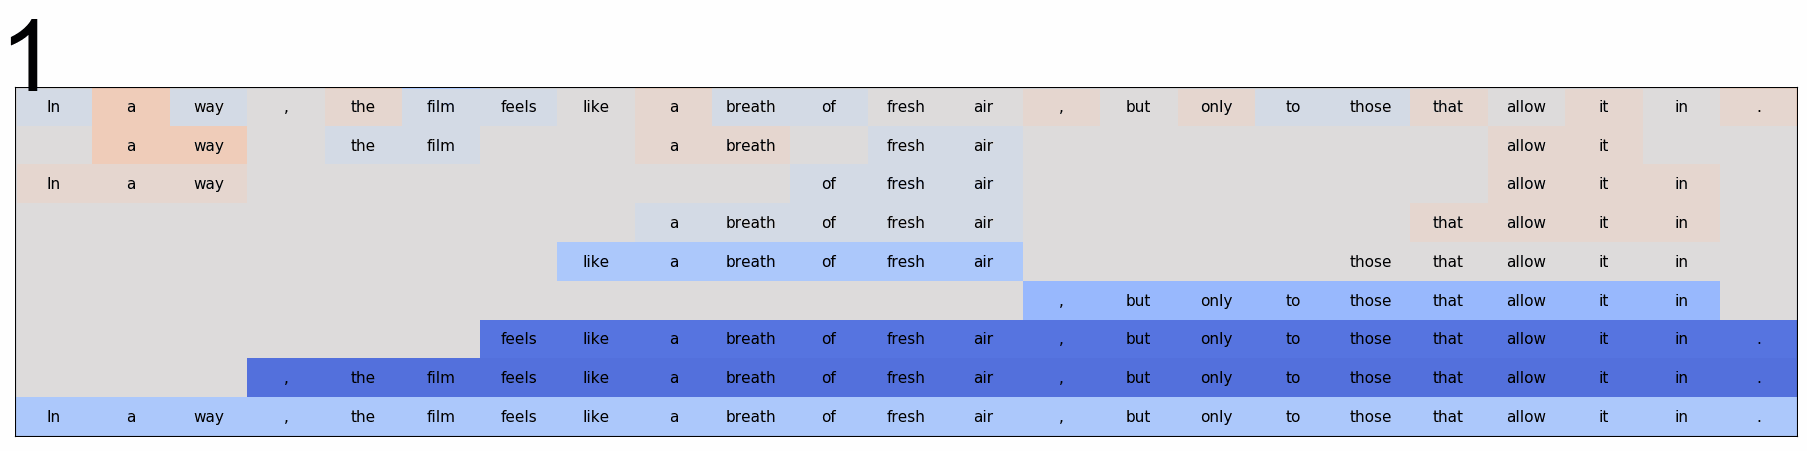 1
In a way , the film feels like a breath of fresh air , but only to those that allow it in .
a way the film a breath fresh air allow it
In a way of fresh air allow it in
a breath of fresh air that allow it in
like a breath of fresh air those that allow it in
, but only to those that allow it in
feels like a breath of fresh air , but only to those that allow it in .
, the film feels like a breath of fresh air , but only to those that allow it in .
In a way , the film feels like a breath of fresh air , but only to those that allow it in .